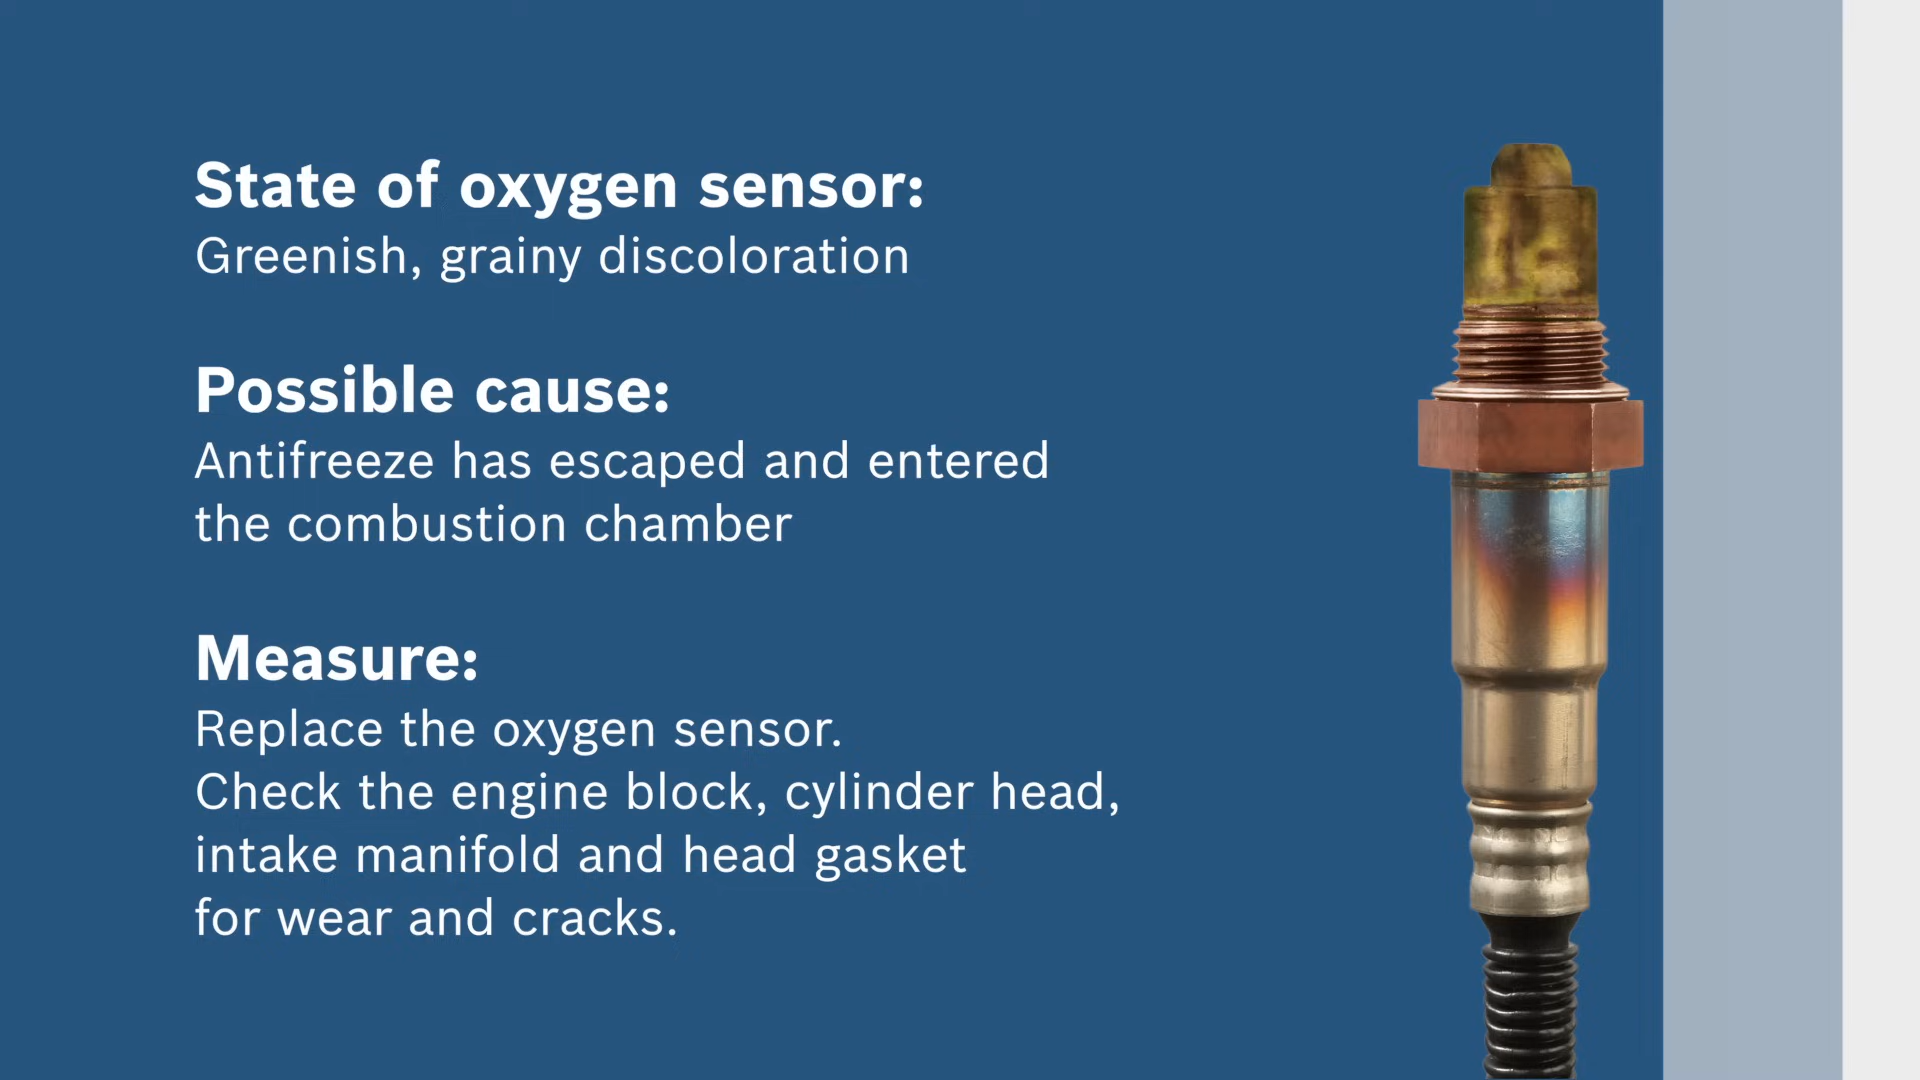 State of oxygen sensor:
Greenish, grainy discoloration
Possible cause:
Antifreeze has escaped and entered
the combustion chamber
Measure:
Replace the oxygen sensor.
Check the engine block, cylinder head,
intake manifold and head gasket
for wear and cracks.